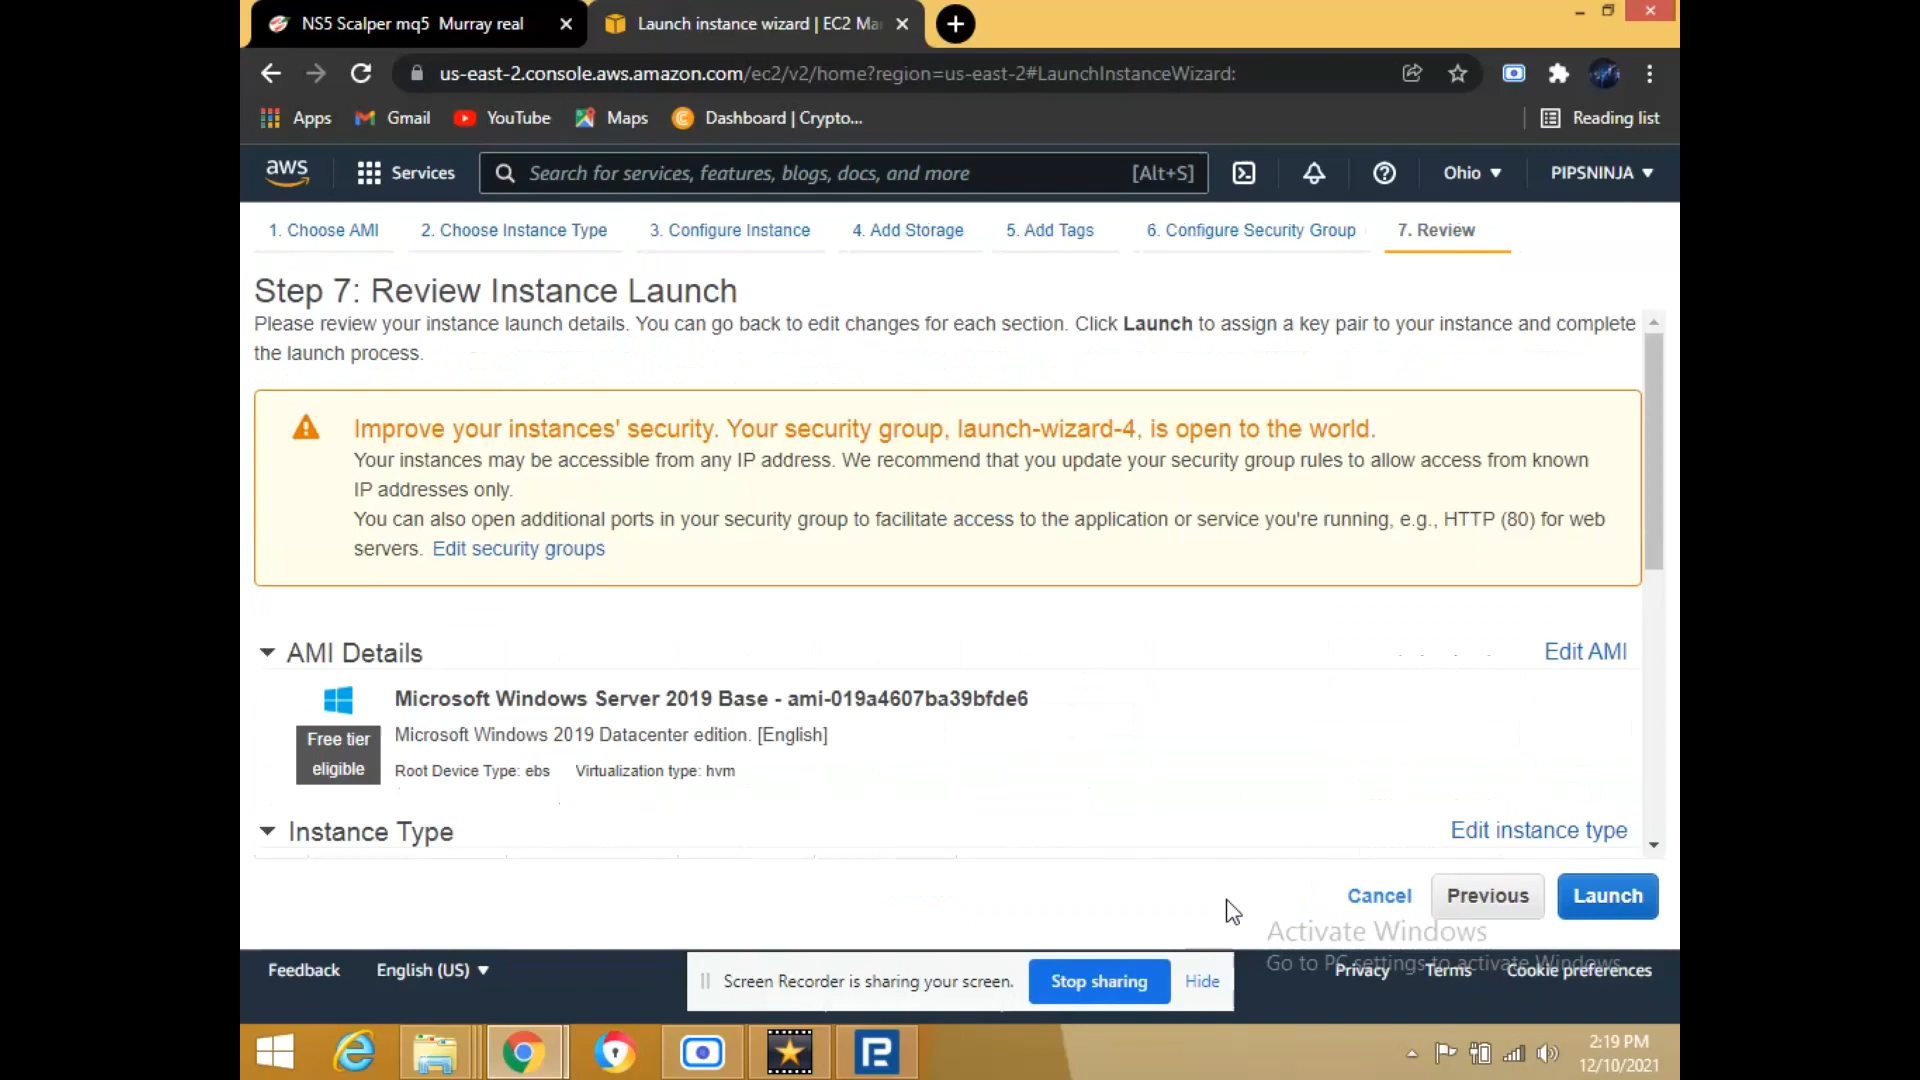 NS5 Scalper mq5 Murray real
Launch instance wizard | EC2 Ma
us-east-2.console.aws.amazon.com/ec2/v2/home?region=us-east-2#LaunchInstanceWizard:
Apps Gmail YouTube Maps Dashboard | Crypto... Reading list
aws Services Search for services, features, blogs, docs, and more [Alt+S] Ohio PIPSNINJA
1. Choose AMI 2. Choose Instance Type 3. Configure Instance 4. Add Storage 5. Add Tags 6. Configure Security Group 7. Review
Step 7: Review Instance Launch
Please review your instance launch details. You can go back to edit changes for each section. Click Launch to assign a key pair to your instance and complete
the launch process.
Improve your instances' security. Your security group, launch-wizard-4, is open to the world.
Your instances may be accessible from any IP address. We recommend that you update your security group rules to allow access from known
IP addresses only.
You can also open additional ports in your security group to facilitate access to the application or service you're running, e.g., HTTP (80) for web
servers. Edit security groups
AMI Details Edit AMI
Microsoft Windows Server 2019 Base - ami-019a4607ba39bfde6
Free tier
eligible
Microsoft Windows 2019 Datacenter edition. [English]
Root Device Type: ebs Virtualization type: hvm
Instance Type Edit instance type
Cancel Previous Launch
Activate Windows
Go to PC settings to activate Windows.
Feedback English (US) Privacy Terms Cookie preferences
Screen Recorder is sharing your screen. Stop sharing Hide
2:19 PM
12/10/2021